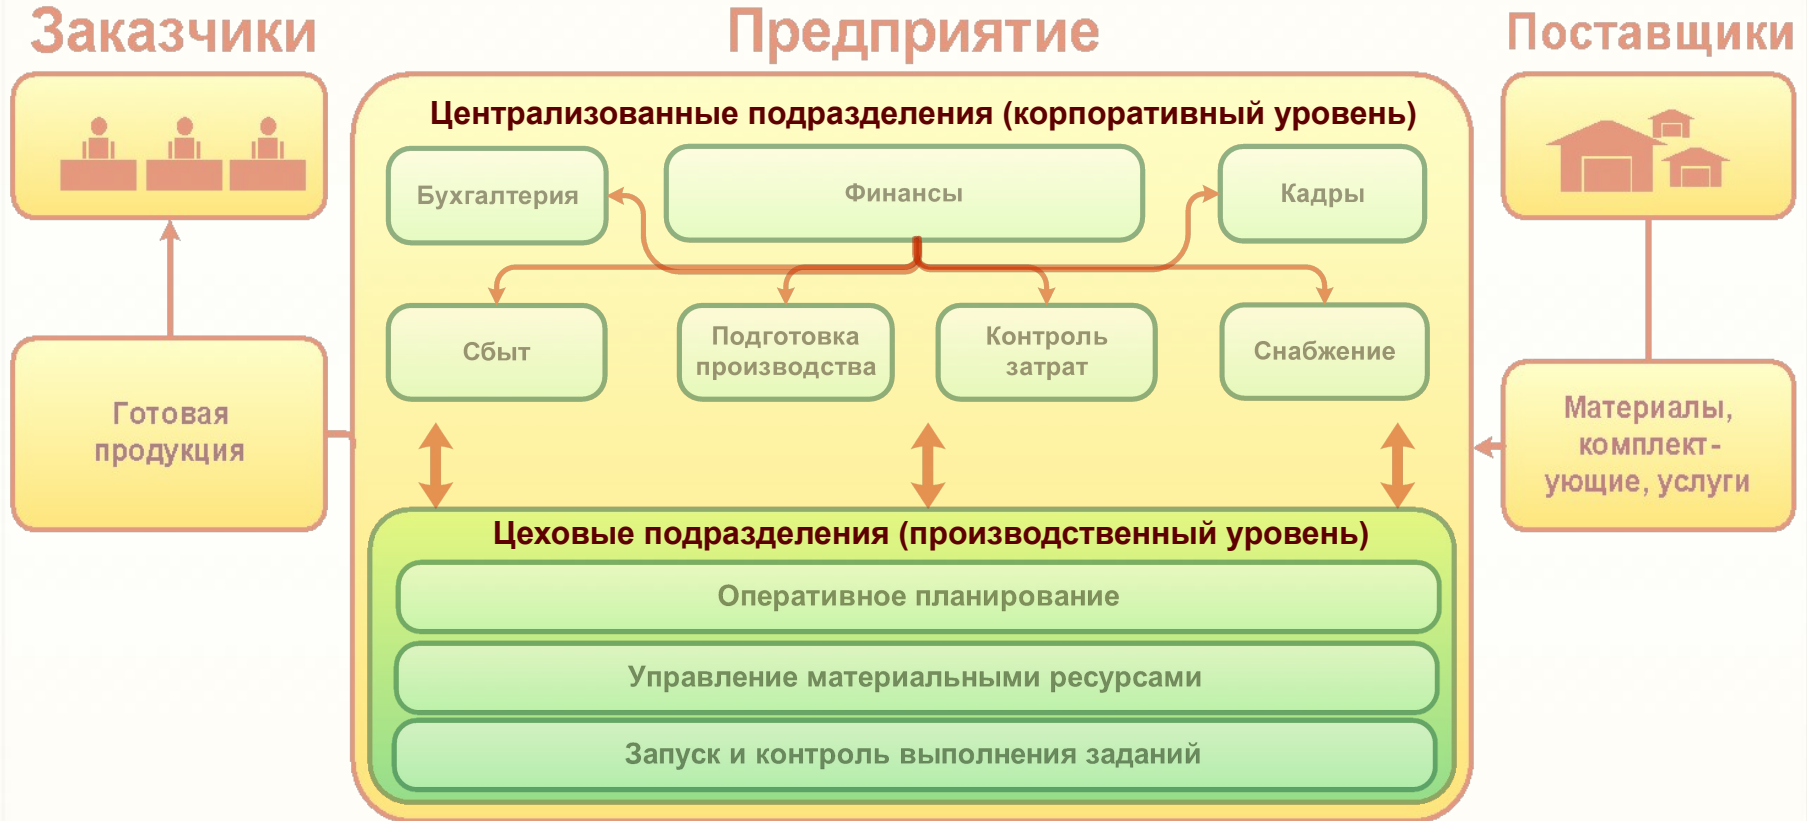 Заказчики
Предприятие
Поставщики
Централизованные подразделения (корпоративный уровень)
Бухгалтерия
Финансы
Кадры
Сбыт
Подготовка
производства
Контроль
затрат
Снабжение
Готовая
продукция
Материалы,
комплект-
ующие, услуги
Цеховые подразделения (производственный уровень)
Оперативное планирование
Управление материальными ресурсами
Запуск и контроль выполнения заданий